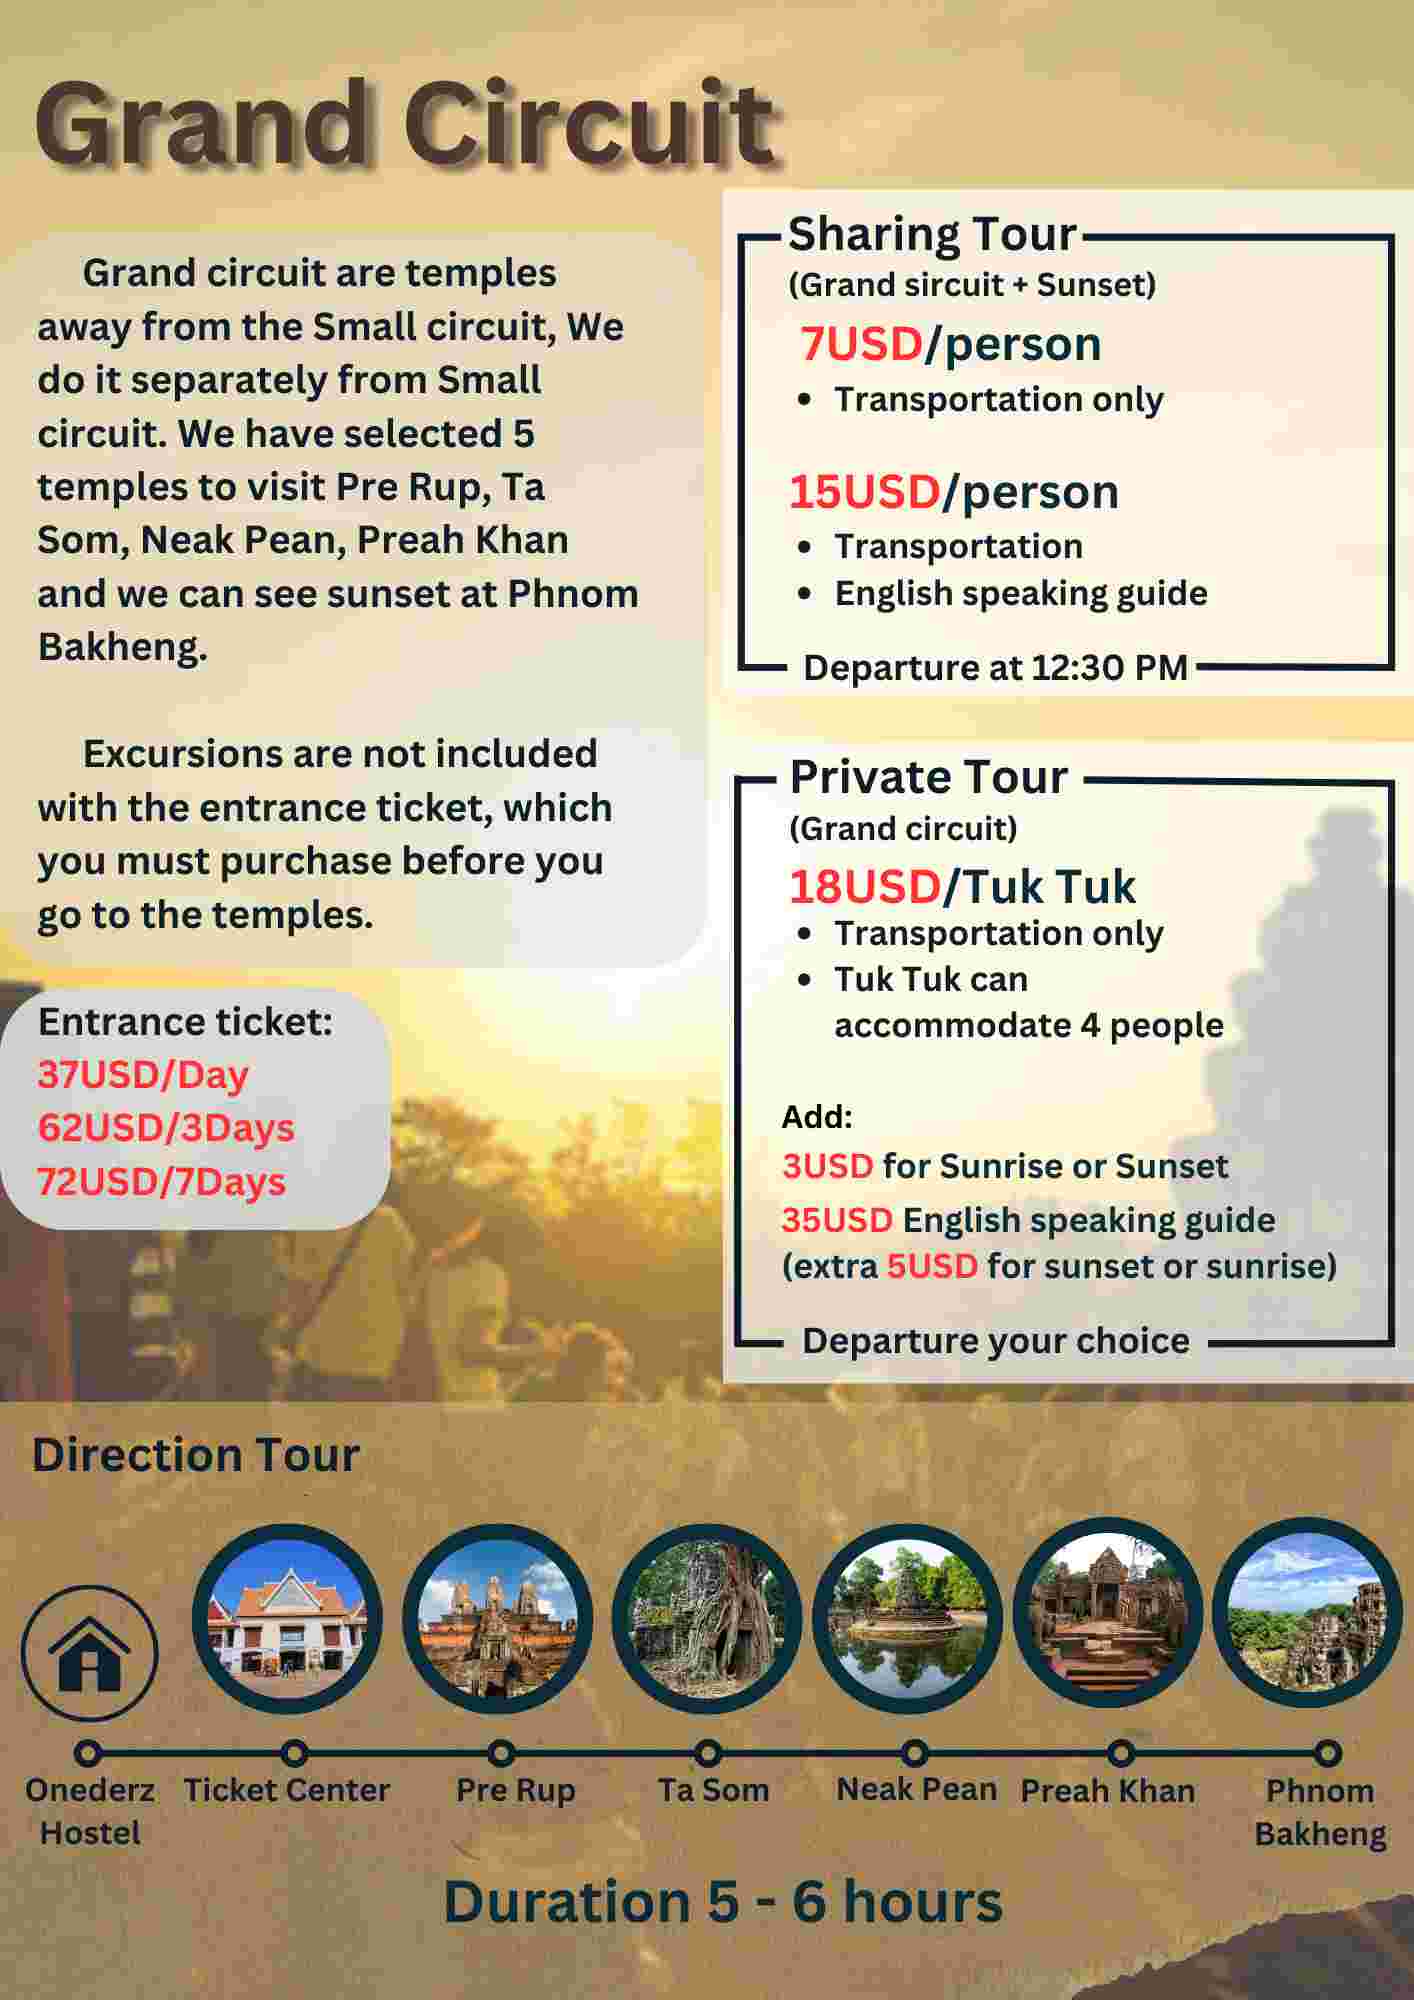 Grand Circuit
Grand circuit are temples
away from the Small circuit, We
do it separately from Small
circuit. We have selected 5
temples to visit Pre Rup, Ta
Som, Neak Pean, Preah Khan
and we can see sunset at Phnom
Bakheng.
Excursions are not included
with the entrance ticket, which
you must purchase before you
go to the temples.
Entrance ticket:
37USD/Day
62USD/3Days
72USD/7Days
Sharing Tour
(Grand sircuit + Sunset)
7USD/person
• Transportation only
15USD/person
• Transportation
• English speaking guide
Departure at 12:30 PM
Private Tour
(Grand circuit)
18USD/Tuk Tuk
• Transportation only
• Tuk Tuk can
accommodate 4 people
Add:
3USD for Sunrise or Sunset
35USD English speaking guide
(extra 5USD for sunset or sunrise)
Departure your choice
Direction Tour
Onederz
Hostel
Ticket Center
Pre Rup
Ta Som
Neak Pean
Preah Khan
Phnom
Bakheng
Duration 5 - 6 hours